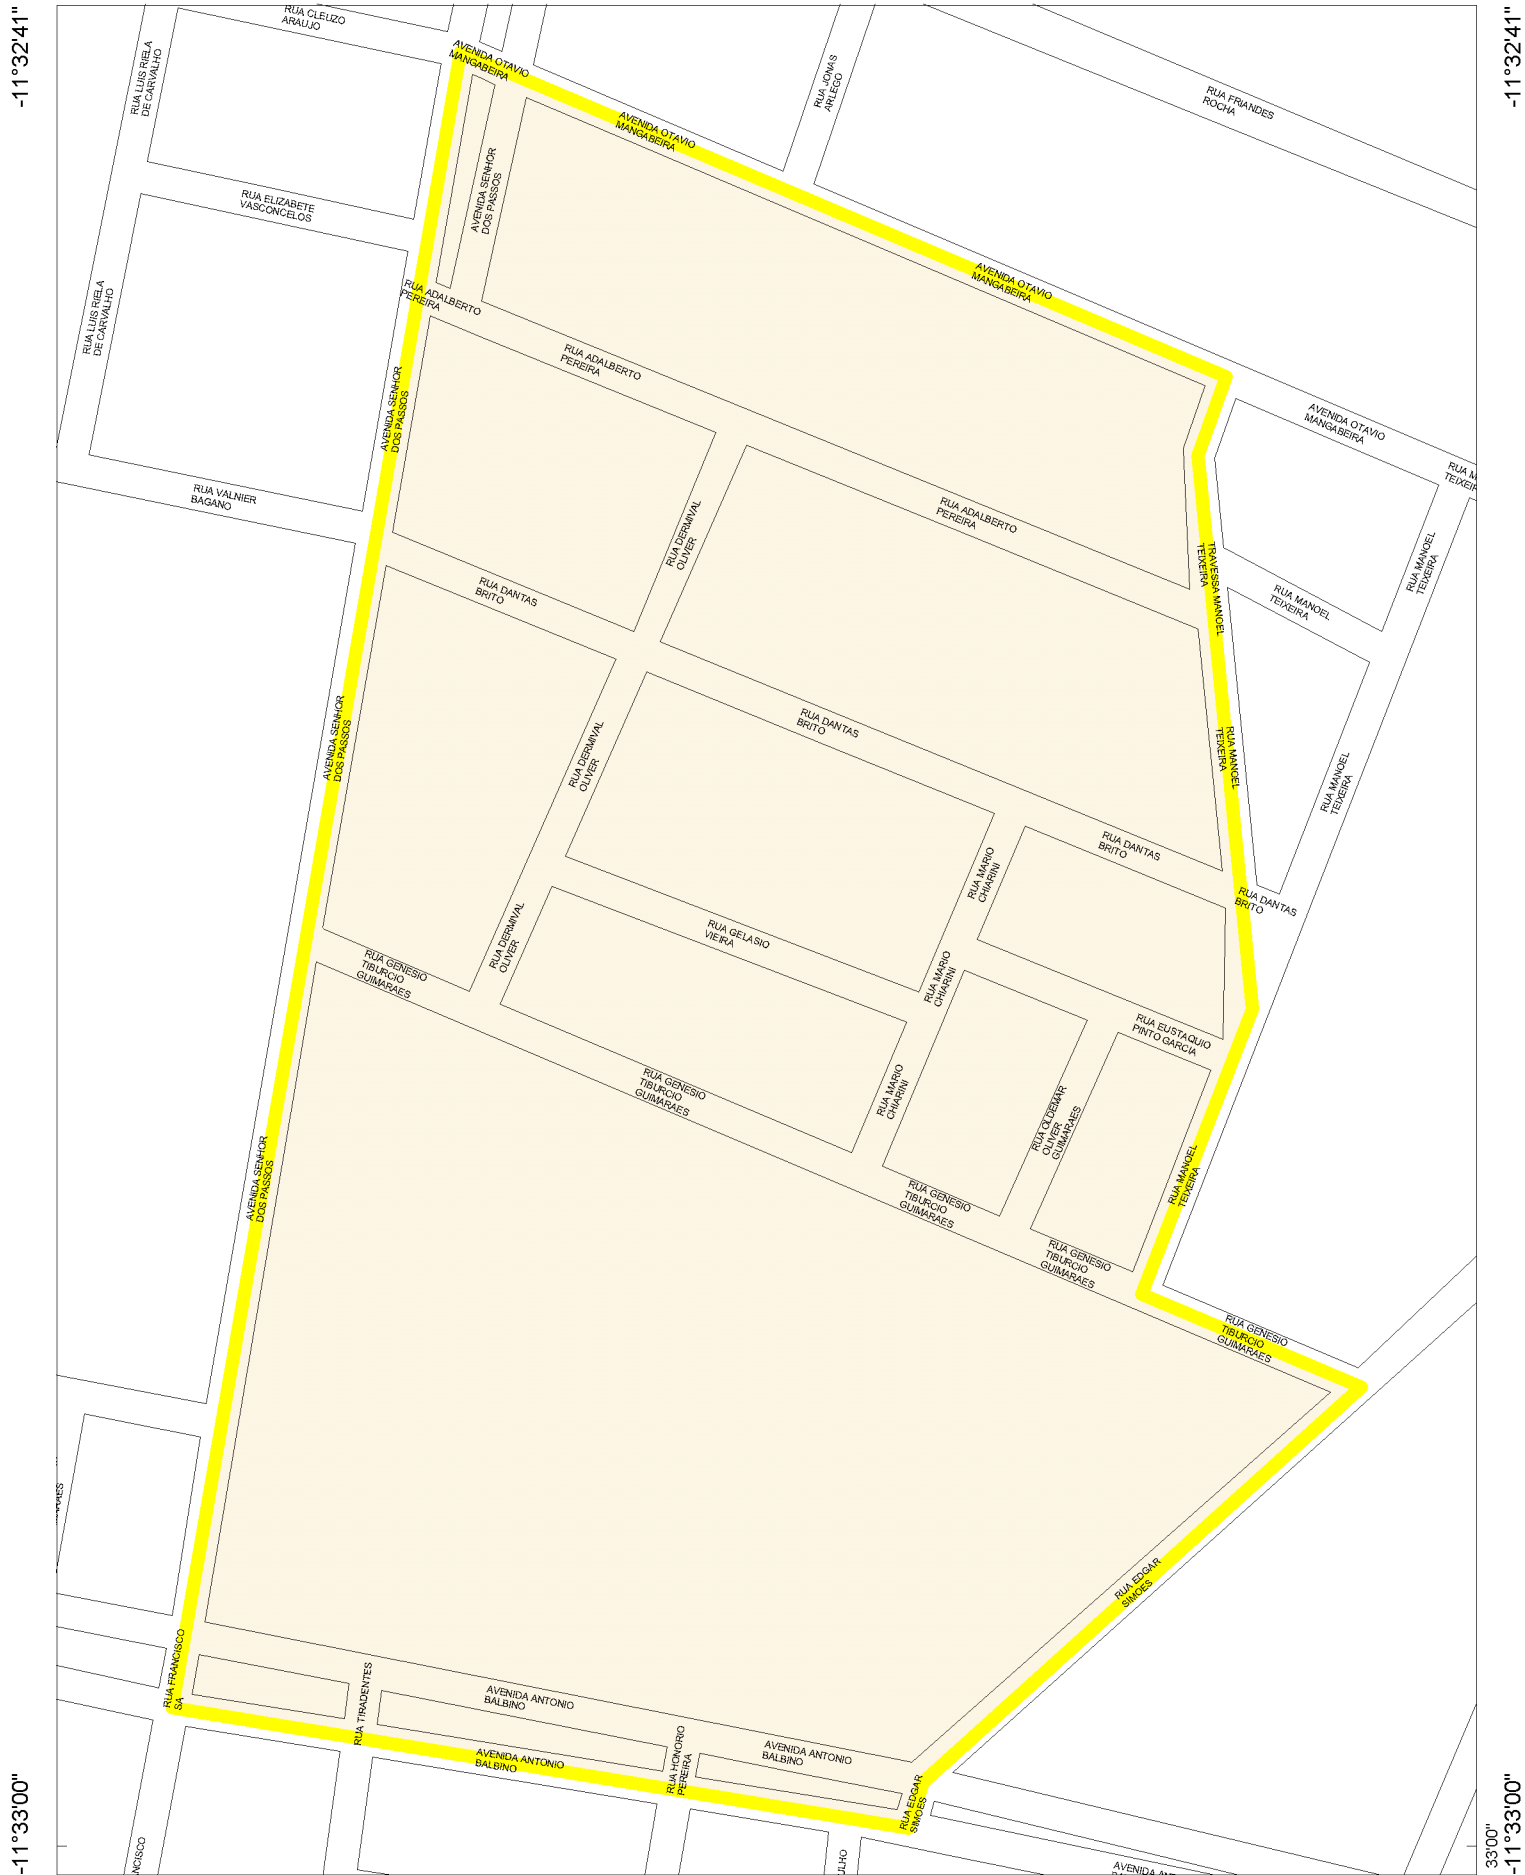 -11°32'41"
-11°32'41"
RUA CLEUZO
ARAUJO
RUA LUIS RIELA
DE CARVALHO
AVENIDA OTAVIO
MANGABEIRA
RUA JONAS
ARLEGO
RUA FRIANDES
ROCHA
AVENIDA OTAVIO
MANGABEIRA
AVENIDA SENHOR
DOS PASSOS
RUA ELIZABETE
VASCONCELOS
AVENIDA OTAVIO
MANGABEIRA
RUA LUIS RIELA
DE CARVALHO
RUA ADALBERTO
PEREIRA
RUA ADALBERTO
PEREIRA
AVENIDA SENHOR
DOS PASSOS
AVENIDA OTAVIO
MANGABEIRA
RUA M
TEIXEIR
RUA VALNIER
BAGANO
RUA ADALBERTO
PEREIRA
RUA DERMIVAL
OLIVER
RUA MANOEL
TEIXEIRA
TRAVESSA MANOEL
TEIXEIRA
RUA MANOEL
TEIXEIRA
RUA DANTAS
BRITO
RUA DANTAS
BRITO
AVENIDA SENHOR
DOS PASSOS
RUA DERMIVAL
OLIVER
RUA MANOEL
TEIXEIRA
RUA MANOEL
TEIXEIRA
RUA DANTAS
BRITO
RUA MARIO
CHIARINI
RUA DANTAS
BRITO
RUA DERMIVAL
OLIVER
RUA GELASIO
VIEIRA
RUA GENESIO
TIBURCIO
GUIMARAES
RUA MARIO
CHIARINI
RUA EUSTAQUIO
PINTO GARCIA
RUA GENESIO
TIBURCIO
GUIMARAES
RUA MARIO
CHIARINI
RUA OLDEMAR
OLIVER
GUIMARAES
RUA MANOEL
TEIXEIRA
AVENIDA SENHOR
DOS PASSOS
RUA GENESIO
TIBURCIO
GUIMARAES
RUA GENESIO
TIBURCIO
GUIMARAES
RUA GENESIO
TIBURCIO
GUIMARAES
RUA EDGAR
SIMOES
RUA FRANCISCO
SA
RUA TIRADENTES
AVENIDA ANTONIO
BALBINO
AVENIDA ANTONIO
BALBINO
RUA HONORIO
PEREIRA
AVENIDA ANTONIO
BALBINO
RUA EDGAR
SIMOES
-11°33'00"
33'00"
-11°33'00"
NCISCO
ULHO